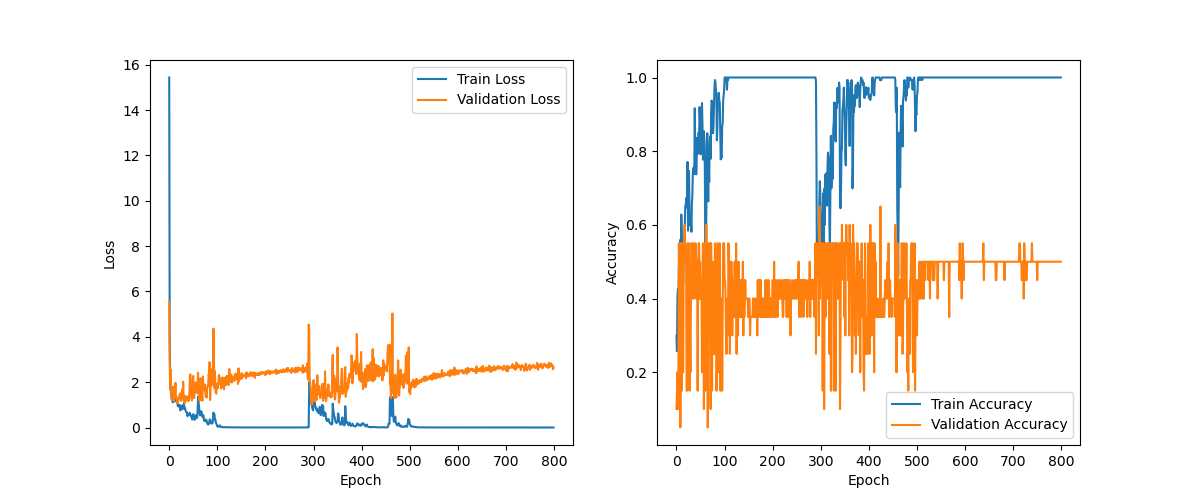 16
14
12
10
8
6
4
2
0
Loss
0 100 200 300 400 500 600 700 800
Epoch
Train Loss
Validation Loss
1.0
0.8
0.6
0.4
0.2
Accuracy
0 100 200 300 400 500 600 700 800
Epoch
Train Accuracy
Validation Accuracy